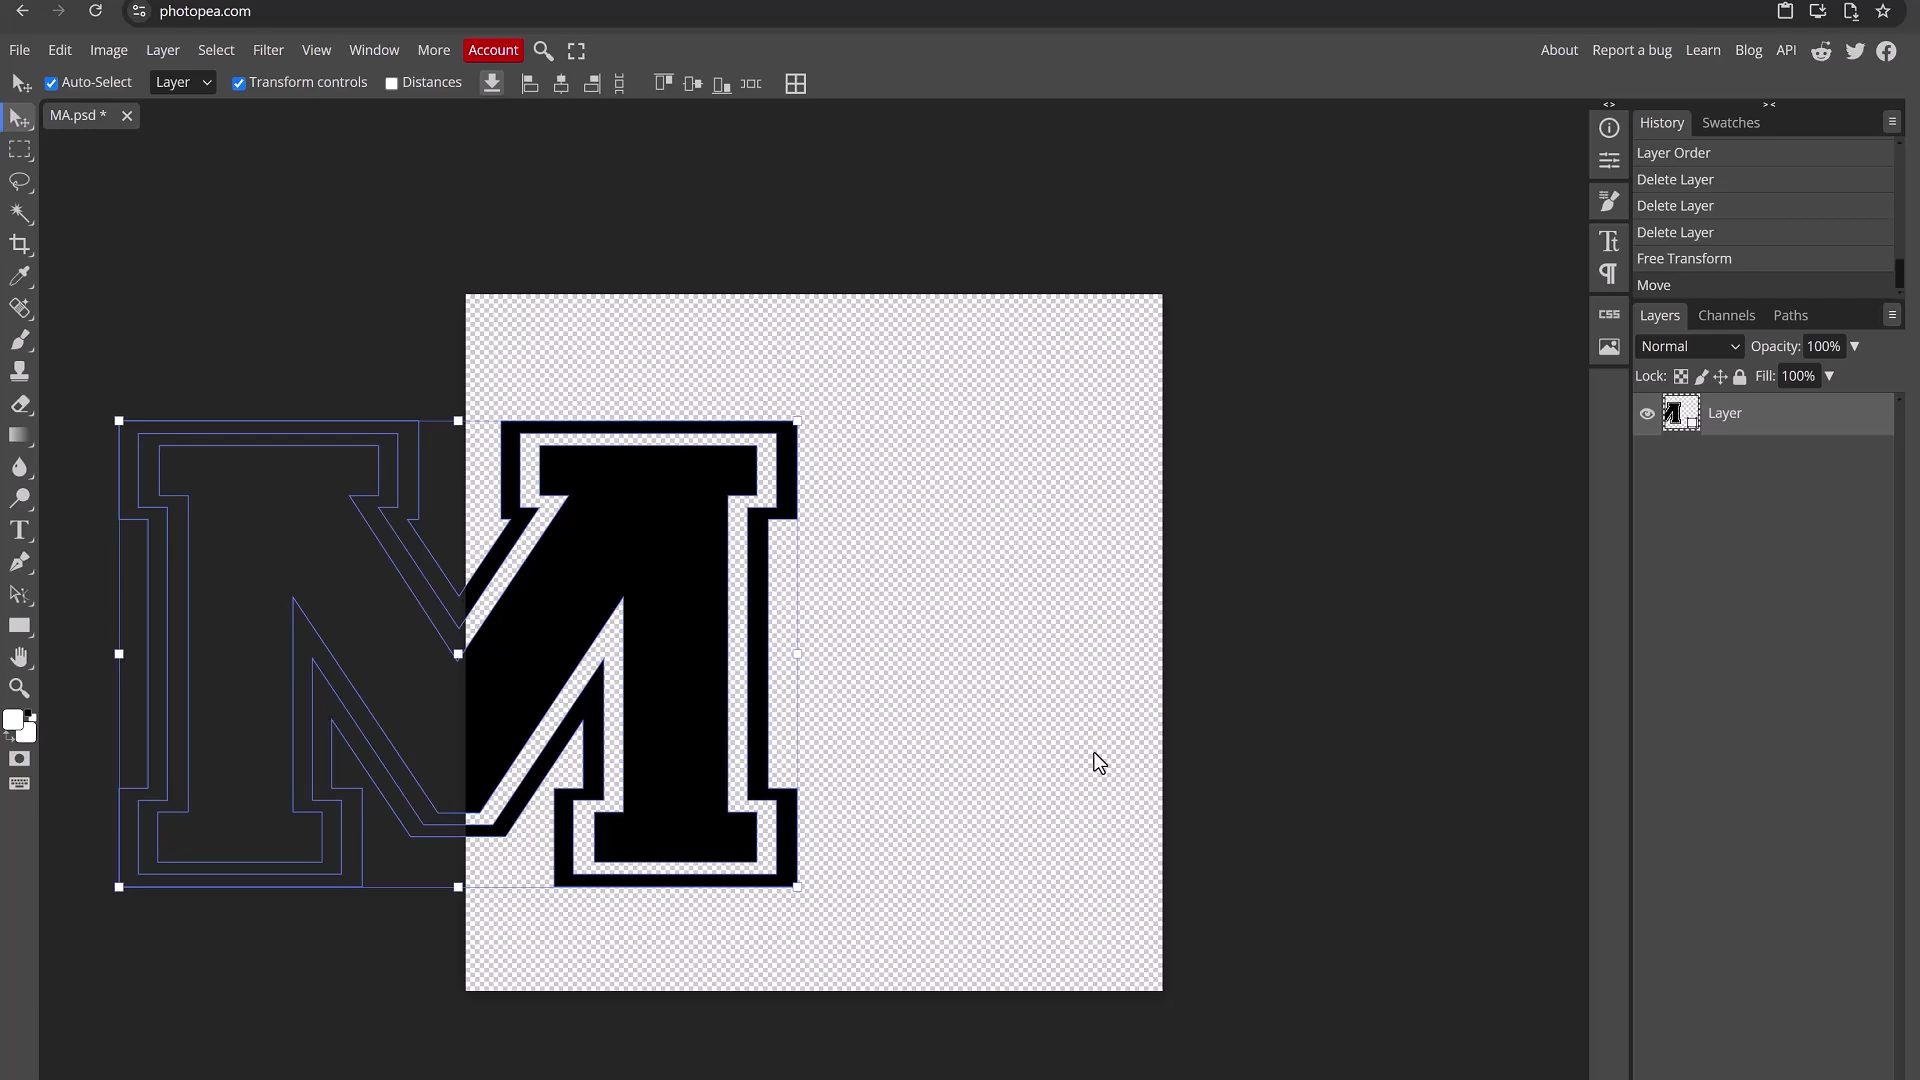 photopea.com
File Edit Image Layer Select Filter View Window More Account About Report a bug Learn Blog API
Auto-Select Layer Transform controls Distances
MA.psd *
History Swatches
Layer Order
Delete Layer
Delete Layer
Delete Layer
Free Transform
Move
Layers Channels Paths
Normal Opacity: 100%
Lock: Fill: 100%
Layer
CSS
Tt
T
M